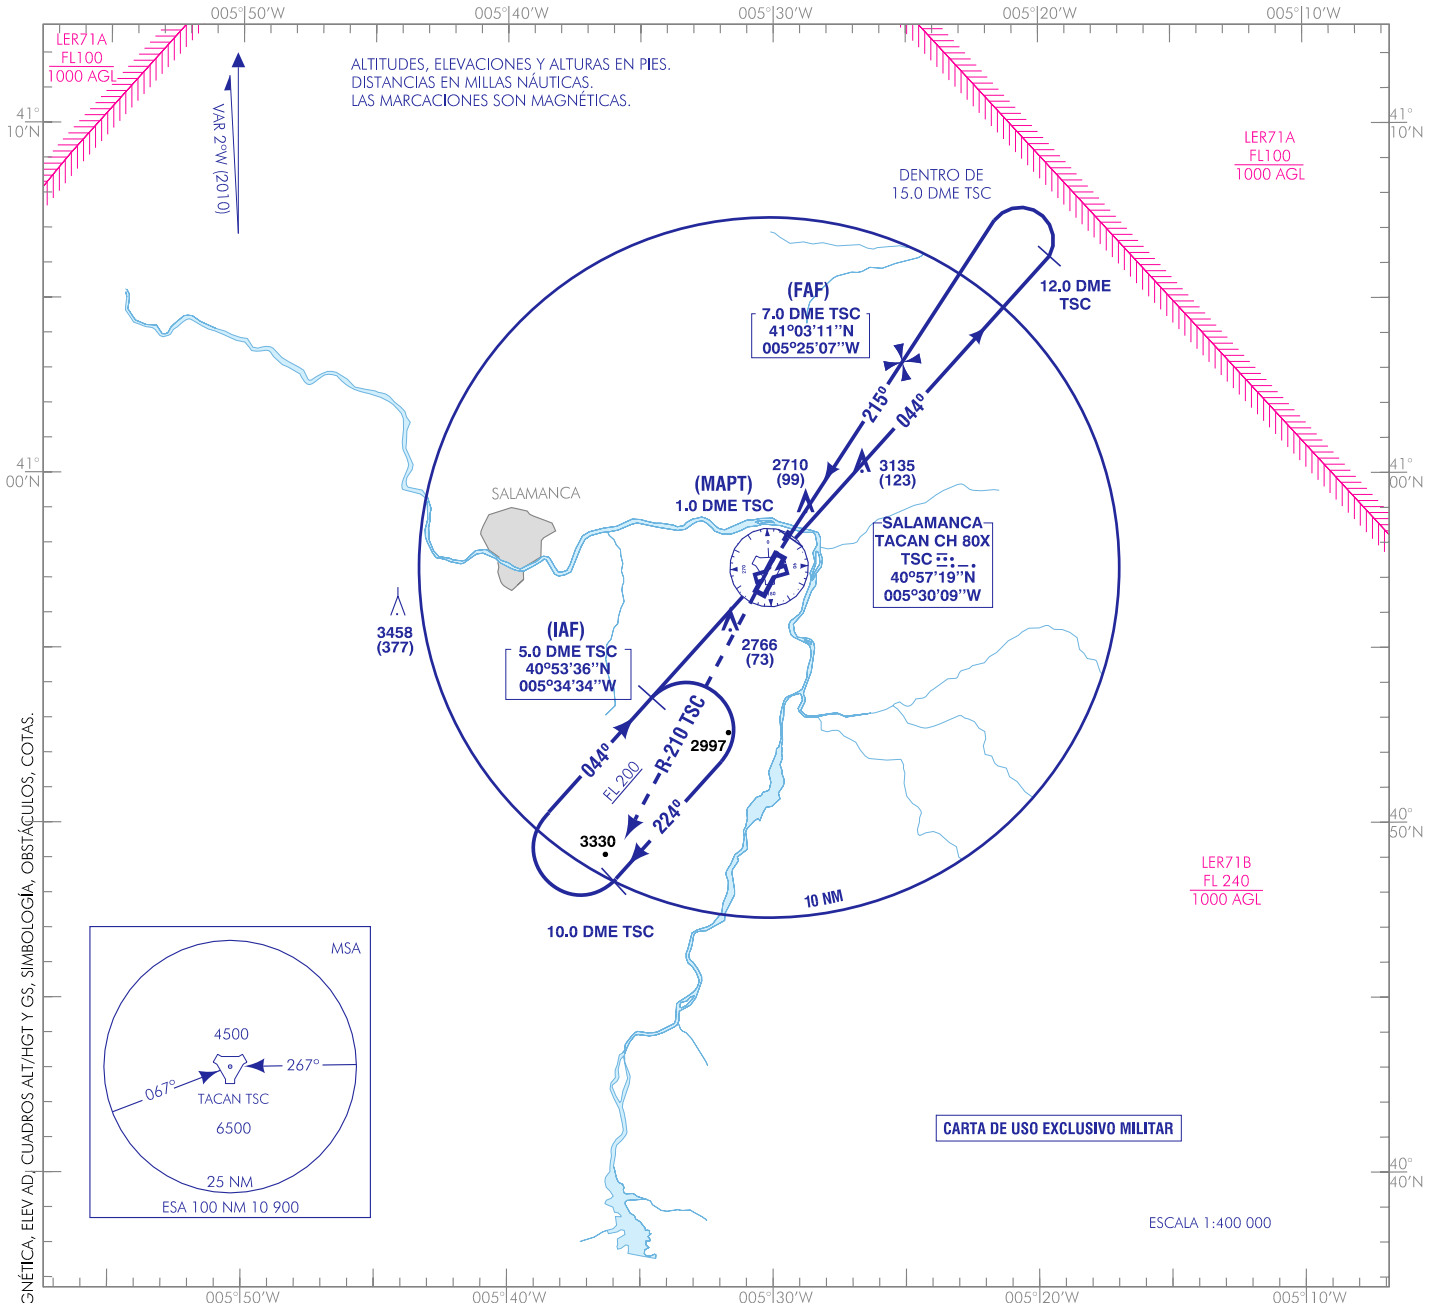 005°50'W
005°40'W
005°30'W
005°20'W
005°10'W
LER71A
FL100
1000 AGL
ALTITUDES, ELEVACIONES Y ALTURAS EN PIES.
DISTANCIAS EN MILLAS NÁUTICAS.
LAS MARCACIONES SON MAGNÉTICAS.
VAR 2°W (2010)
41°
10'N
41°
10'N
LER71A
FL100
1000 AGL
DENTRO DE
15.0 DME TSC
12.0 DME
TSC
(FAF)
7.0 DME TSC
41°03'11''N
005°25'07''W
215º
044º
2710
(99)
3135
(123)
(MAPT)
1.0 DME TSC
41°
00'N
41°
00'N
SALAMANCA
SALAMANCA
TACAN CH 80X
TSC
40°57'19''N
005°30'09''W
3458
(377)
(IAF)
5.0 DME TSC
40°53'36''N
005°34'34''W
2766
(73)
R-210 TSC
2997
044º
FL 200
224º
3330
40°
50'N
40°
50'N
10 NM
10.0 DME TSC
LER71B
FL 240
1000 AGL
MSA
4500
067°
267°
TACAN TSC
6500
25 NM
ESA 100 NM 10 900
CARTA DE USO EXCLUSIVO MILITAR
40°
40'N
40°
40'N
ESCALA 1:400 000
GNÉTICA, ELEV AD, CUADROS ALT/HGT Y GS, SIMBOLOGÍA, OBSTÁCULOS, COTAS.
005°50'W
005°40'W
005°30'W
005°20'W
005°10'W